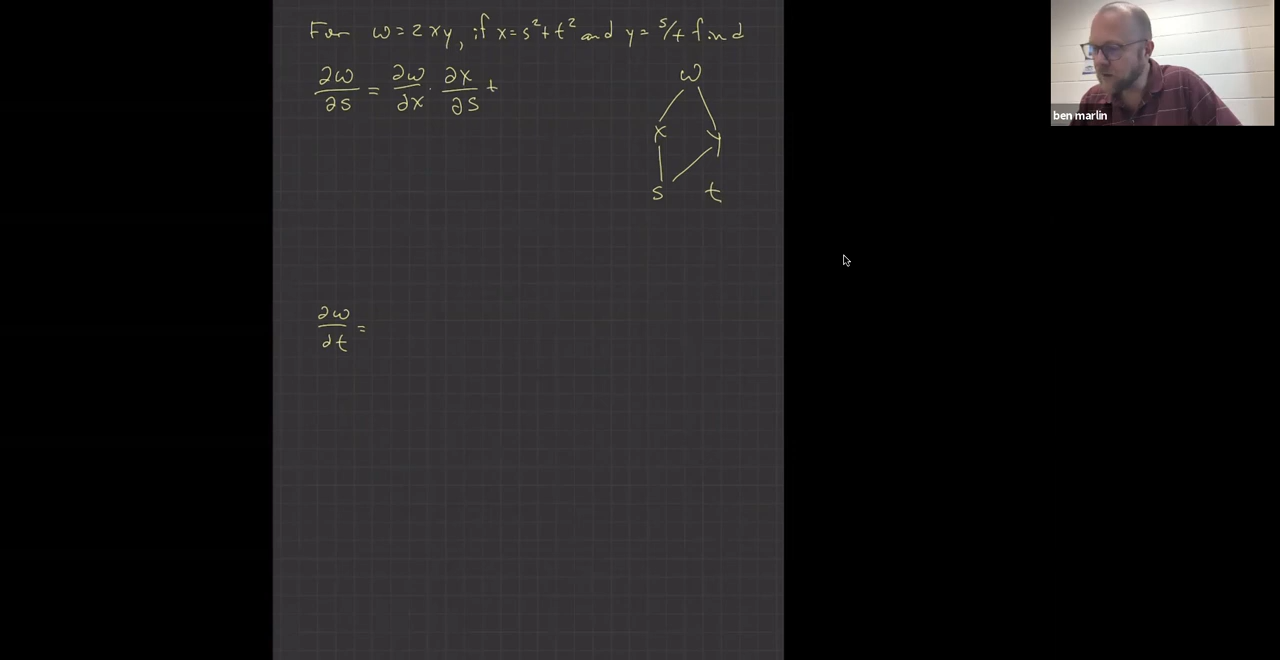 For w=2xy, if x=s²+t² and y=s/t find
∂w/∂s = ∂w/∂x · ∂x/∂s +
w
x y
s t
∂w/∂t =
ben marlin